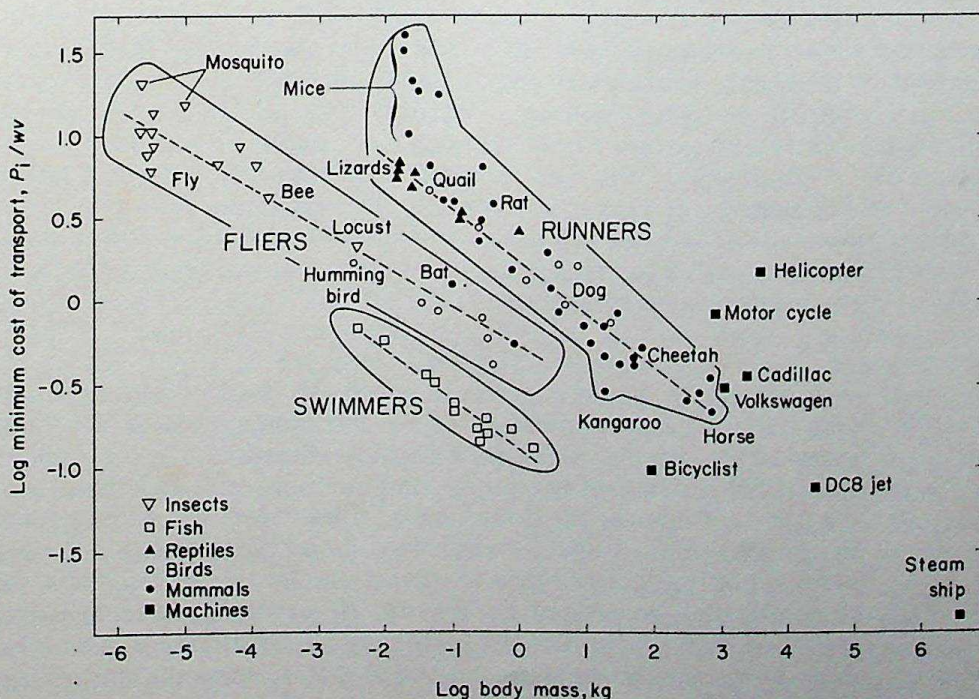 Log minimum cost of transport, Pi/wv
1.5
1.0
0.5
0
-0.5
-1.0
-1.5
Mosquito
Mice
Lizards
Quail
Rat
RUNNERS
Fly
Bee
Locust
FLIERS
Humming
bird
Bat
Dog
Helicopter
Motor cycle
Cheetah
Cadillac
Volkswagen
SWIMMERS
Kangaroo
Horse
Bicyclist
DC8 jet
Steam
ship
Insects
Fish
Reptiles
Birds
Mammals
Machines
-6 -5 -4 -3 -2 -1 0 1 2 3 4 5 6
Log body mass, kg